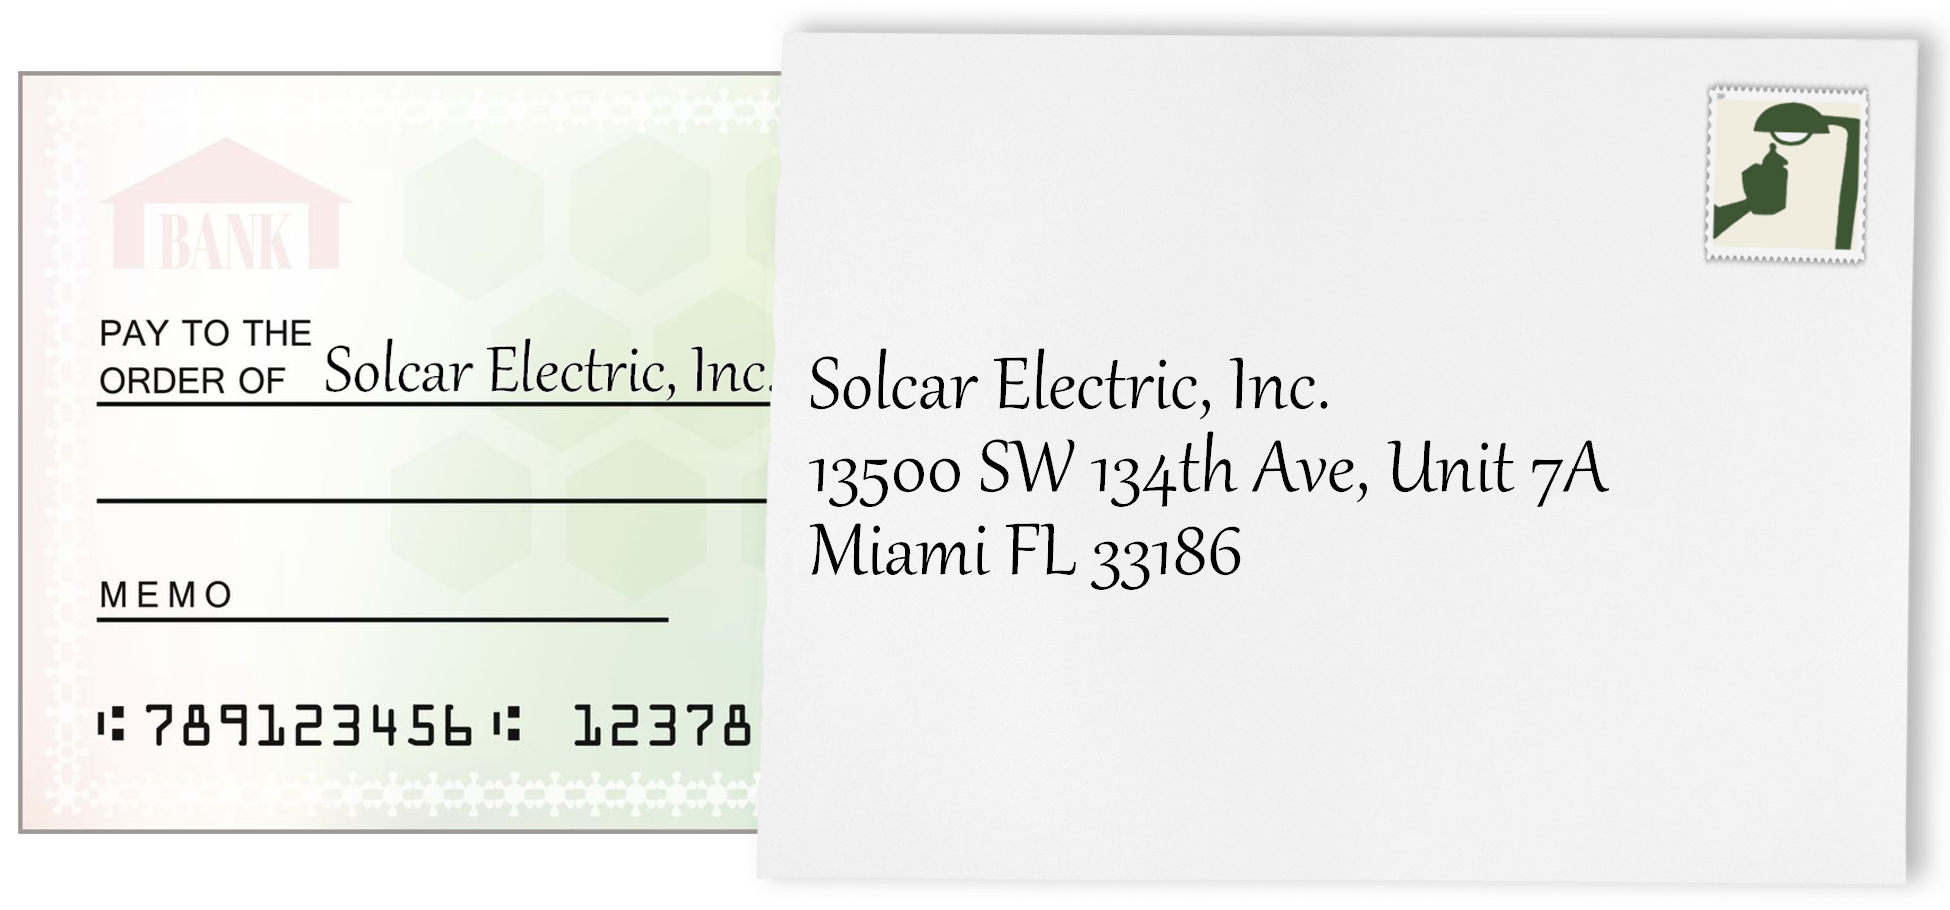 BANK
PAY TO THE
ORDER OF Solcar Electric, Inc.
MEMO
⑆789123456⑆ 12378
Solcar Electric, Inc.
13500 SW 134th Ave, Unit 7A
Miami FL 33186